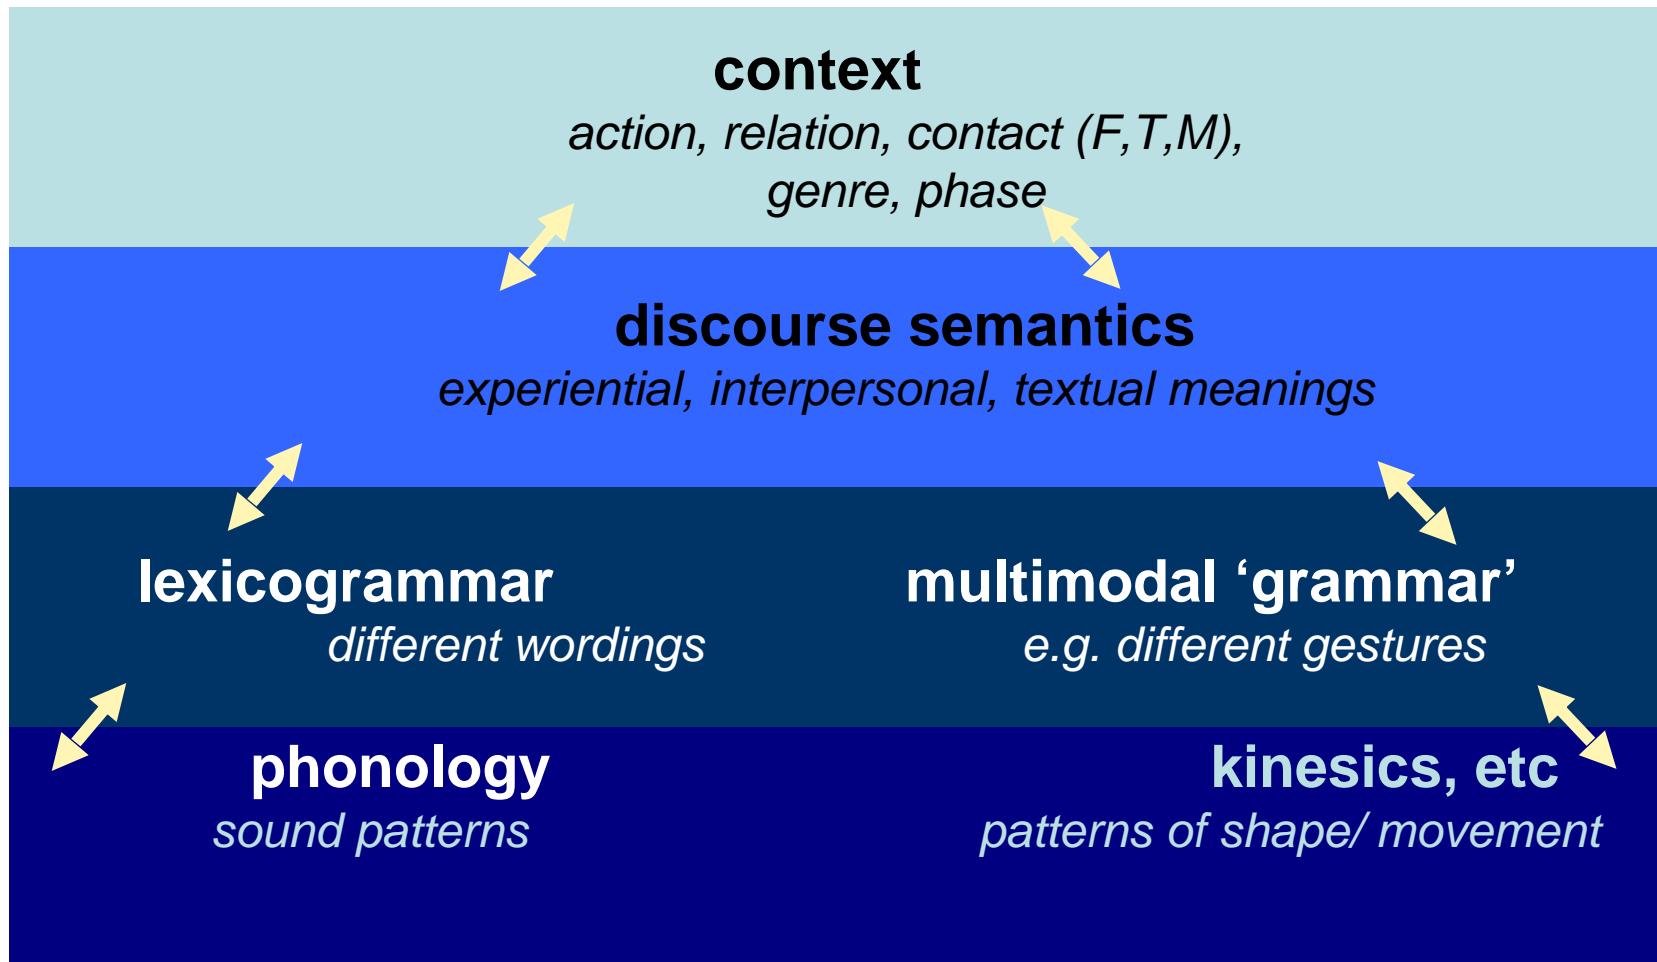 context
action, relation, contact (F,T,M),
genre, phase
discourse semantics
experiential, interpersonal, textual meanings
lexicogrammar
different wordings
multimodal ‘grammar’
e.g. different gestures
phonology
sound patterns
kinesics, etc
patterns of shape/ movement